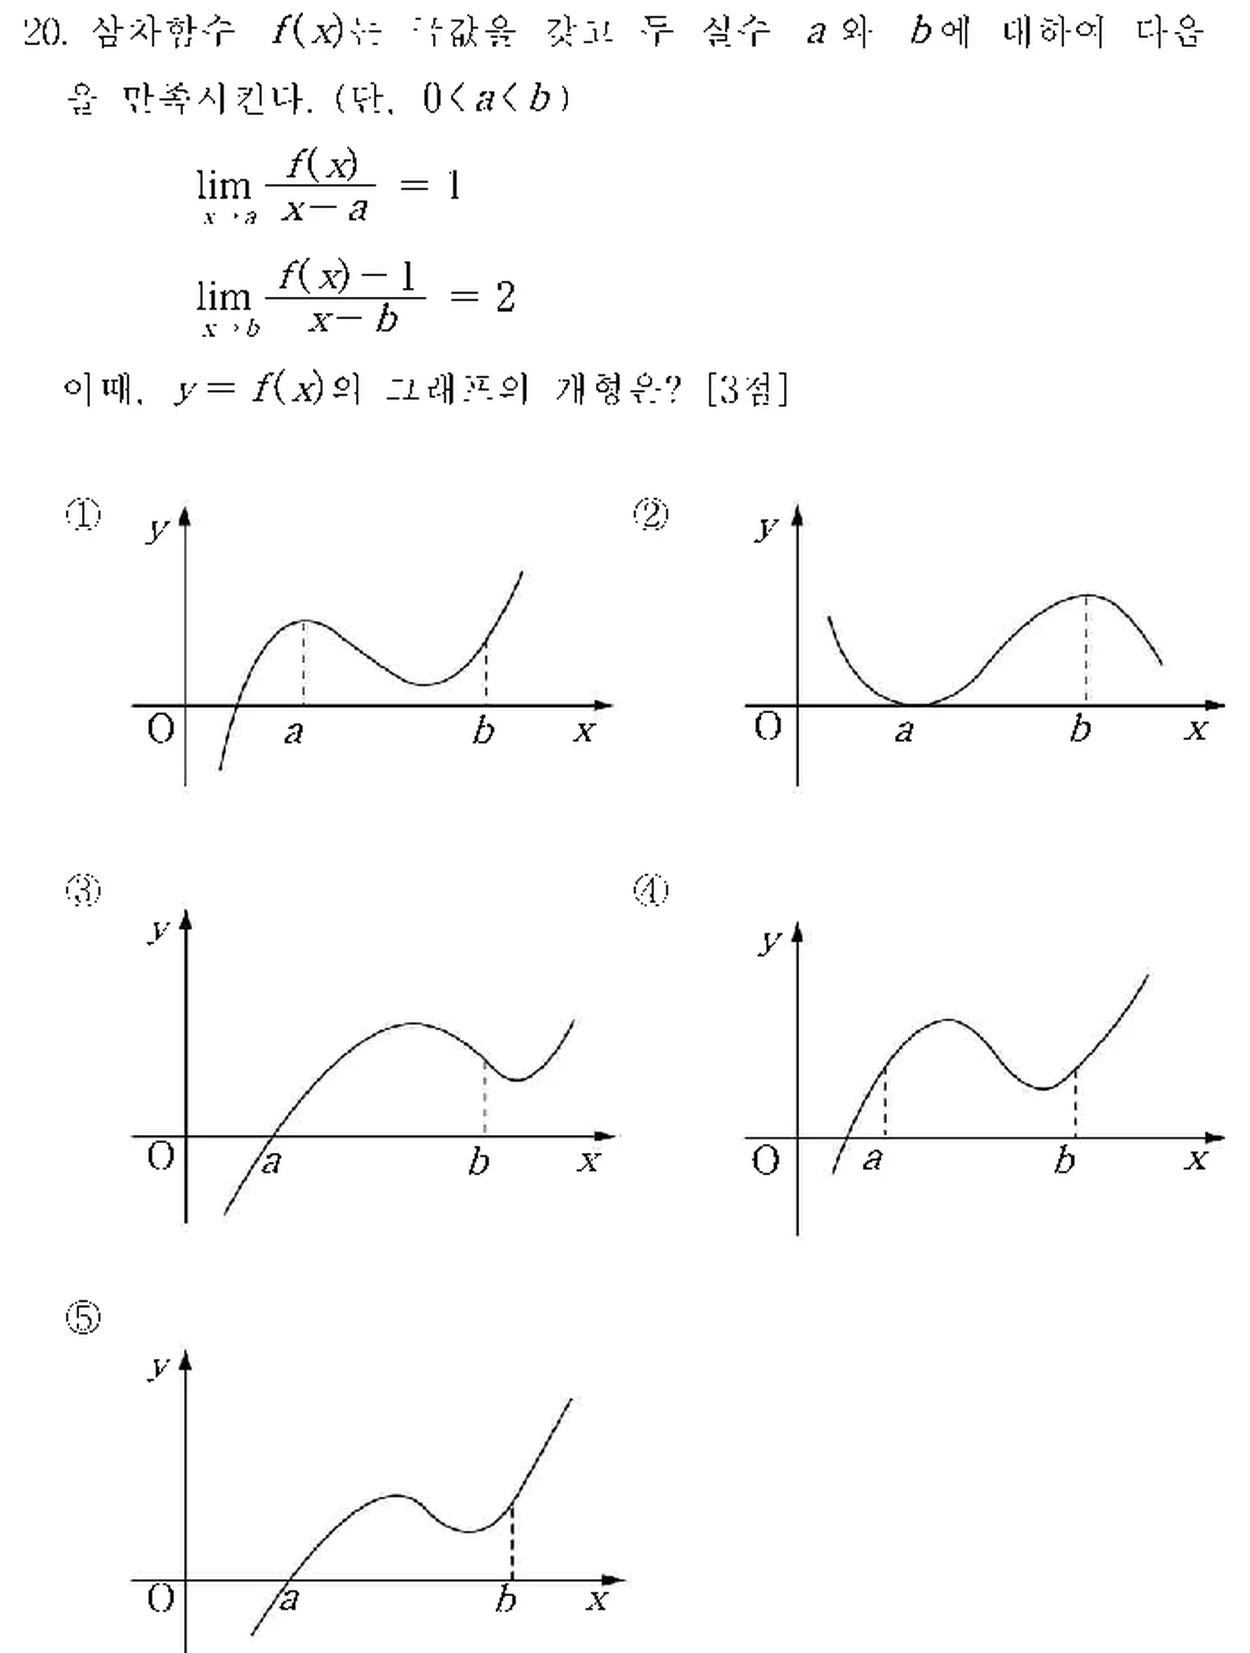 20. 삼차함수 f(x)는 극값을 갖고 두 실수 a와 b에 대하여 다음
을 만족시킨다. (단, 0<a<b)
lim x→a f(x)/(x-a) = 1
lim x→b (f(x)-1)/(x-b) = 2
이때, y=f(x)의 그래프의 개형은? [3점]
① ②
y y
O a b x O a b x
③ ④
y y
O a b x O a b x
⑤
y
O a b x